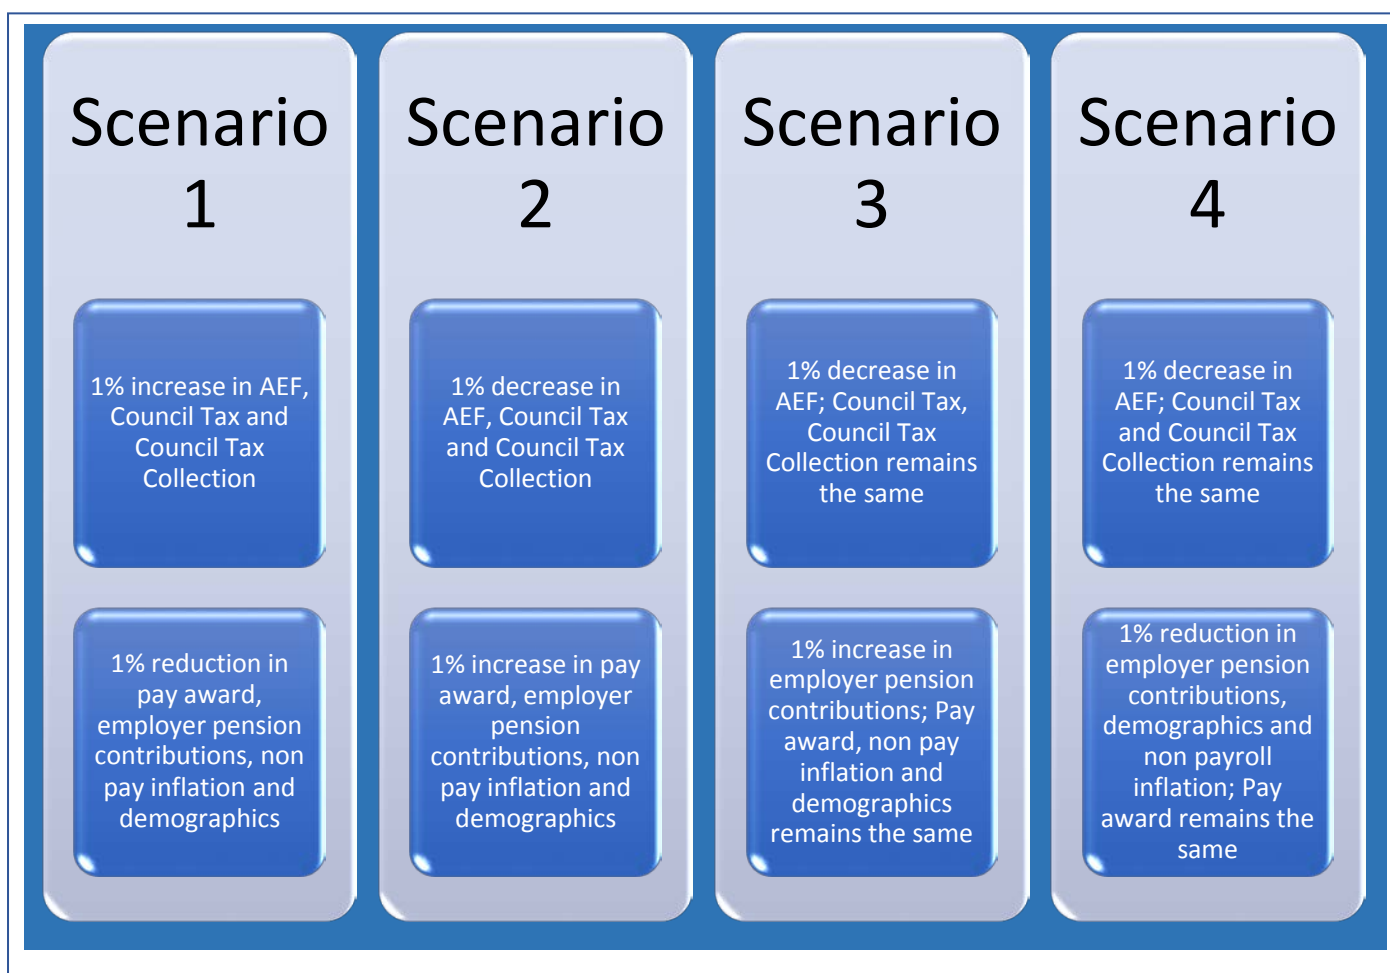 Scenario
1
1% increase in AEF,
Council Tax and
Council Tax
Collection
1% reduction in
pay award,
employer pension
contributions, non
pay inflation and
demographics
Scenario
2
1% decrease in
AEF, Council Tax
and Council Tax
Collection
1% increase in pay
award, employer
pension
contributions, non
pay inflation and
demographics
Scenario
3
1% decrease in
AEF; Council Tax,
Council Tax
Collection remains
the same
1% increase in
employer pension
contributions; Pay
award, non pay
inflation and
demographics
remains the same
Scenario
4
1% decrease in
AEF; Council Tax
and Council Tax
Collection remains
the same
1% reduction in
employer pension
contributions,
demographics and
non payroll
inflation; Pay
award remains the
same